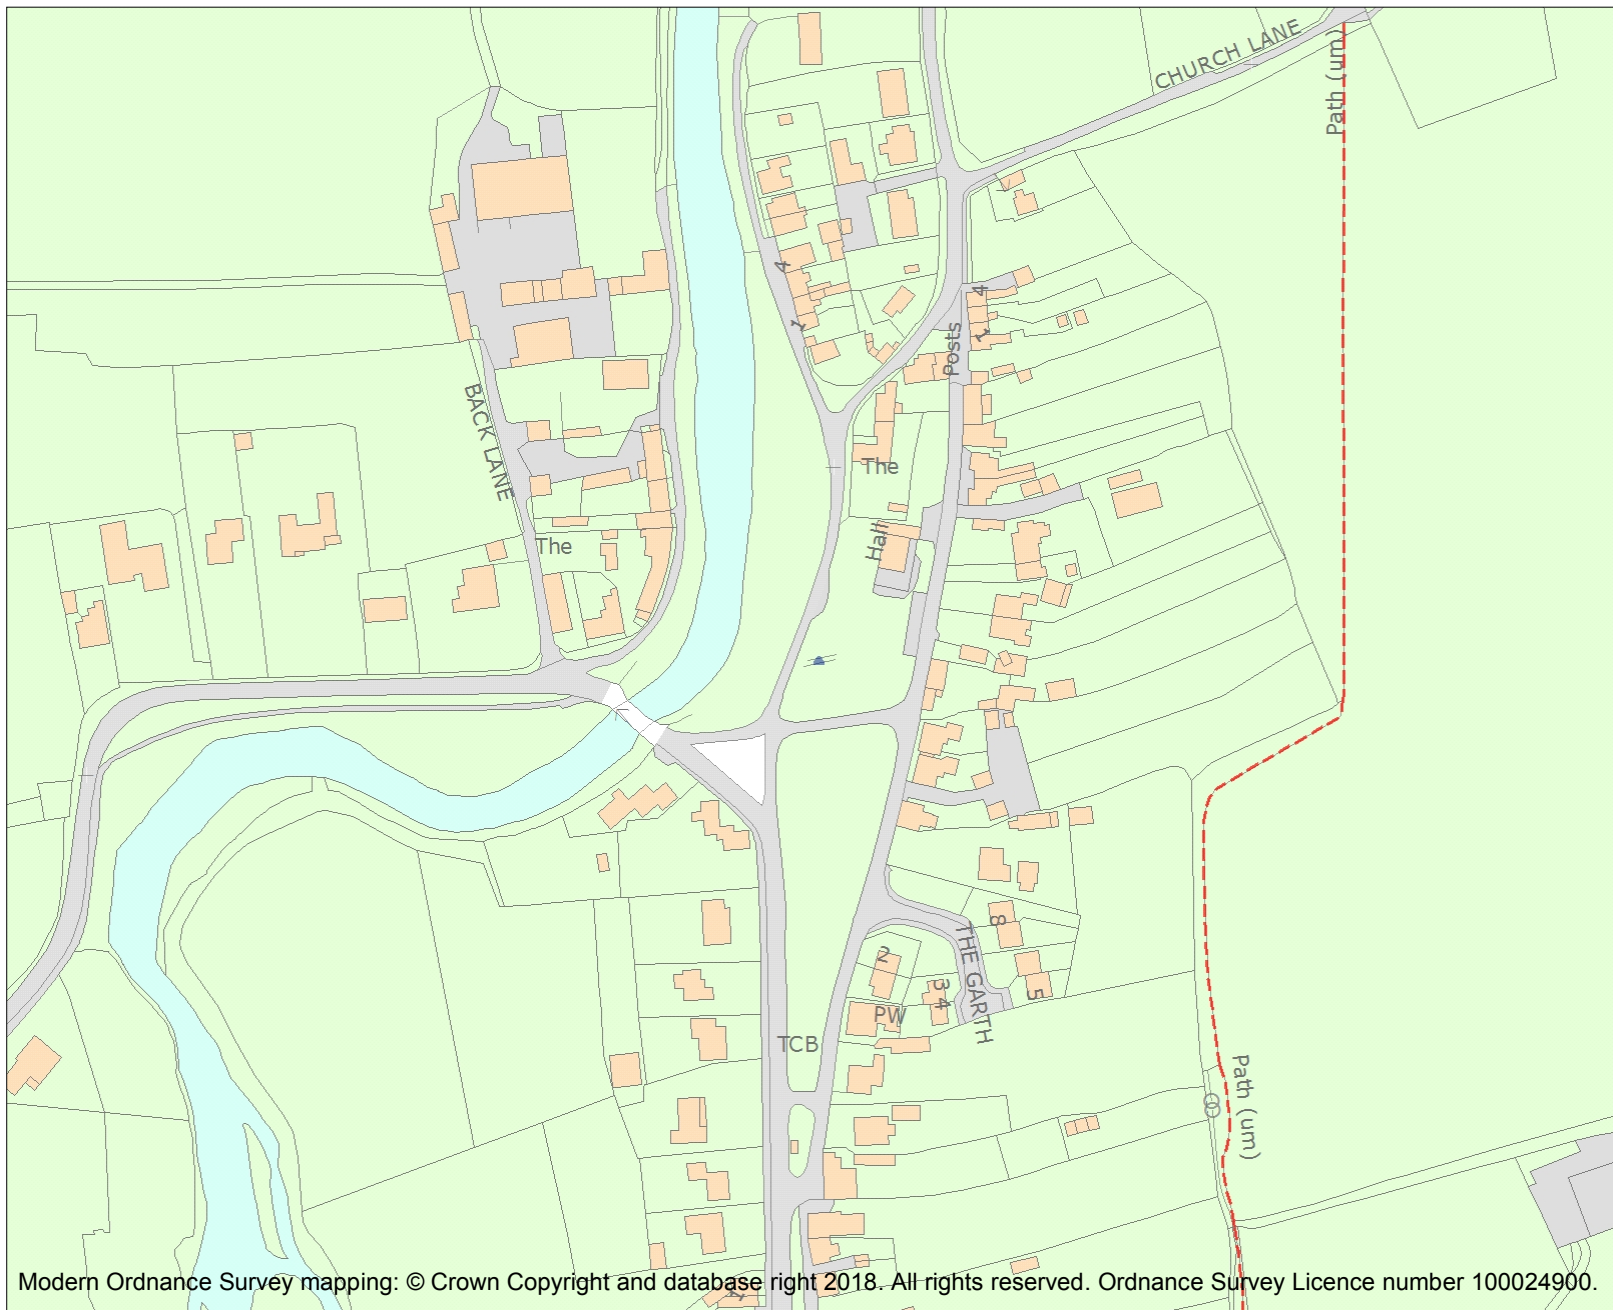 CHURCH LANE
Path (um)
4
1
4
1
Posts
BACK LANE
The
Hall
The
8
THE GARTH
2
3 4
5
PW
TCB
Path (um)
Modern Ordnance Survey mapping: © Crown Copyright and database right 2018. All rights reserved. Ordnance Survey Licence number 100024900.